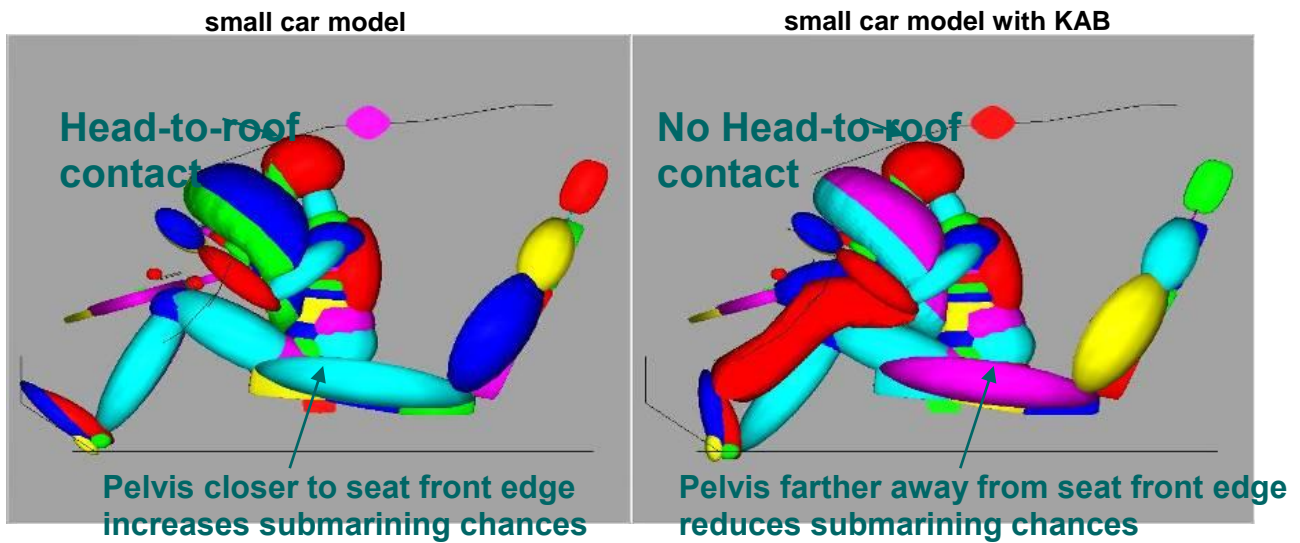 small car model
small car model with KAB
Head-to-roof
contact
No Head-to-roof
contact
Pelvis closer to seat front edge
increases submarining chances
Pelvis farther away from seat front edge
reduces submarining chances